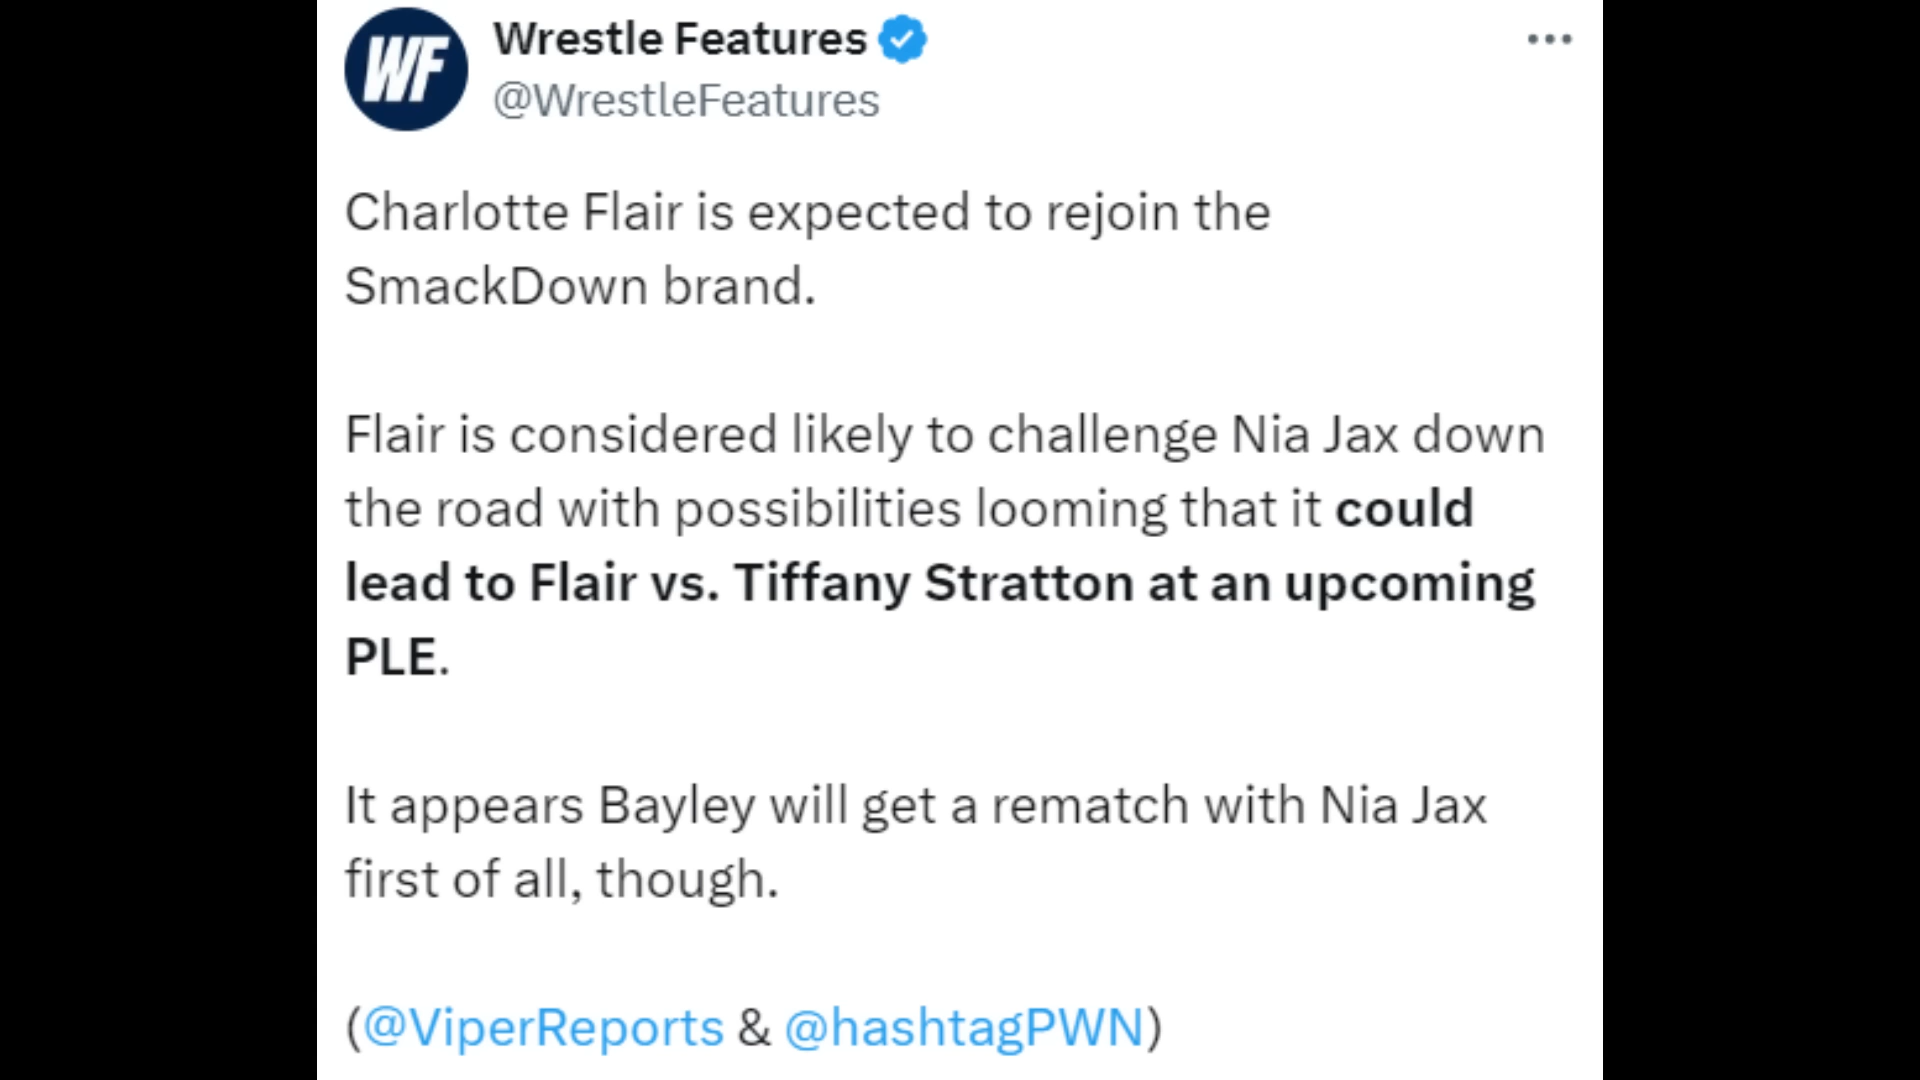 WF
Wrestle Features
@WrestleFeatures
Charlotte Flair is expected to rejoin the
SmackDown brand.
Flair is considered likely to challenge Nia Jax down
the road with possibilities looming that it could
lead to Flair vs. Tiffany Stratton at an upcoming
PLE.
It appears Bayley will get a rematch with Nia Jax
first of all, though.
(@ViperReports & @hashtagPWN)